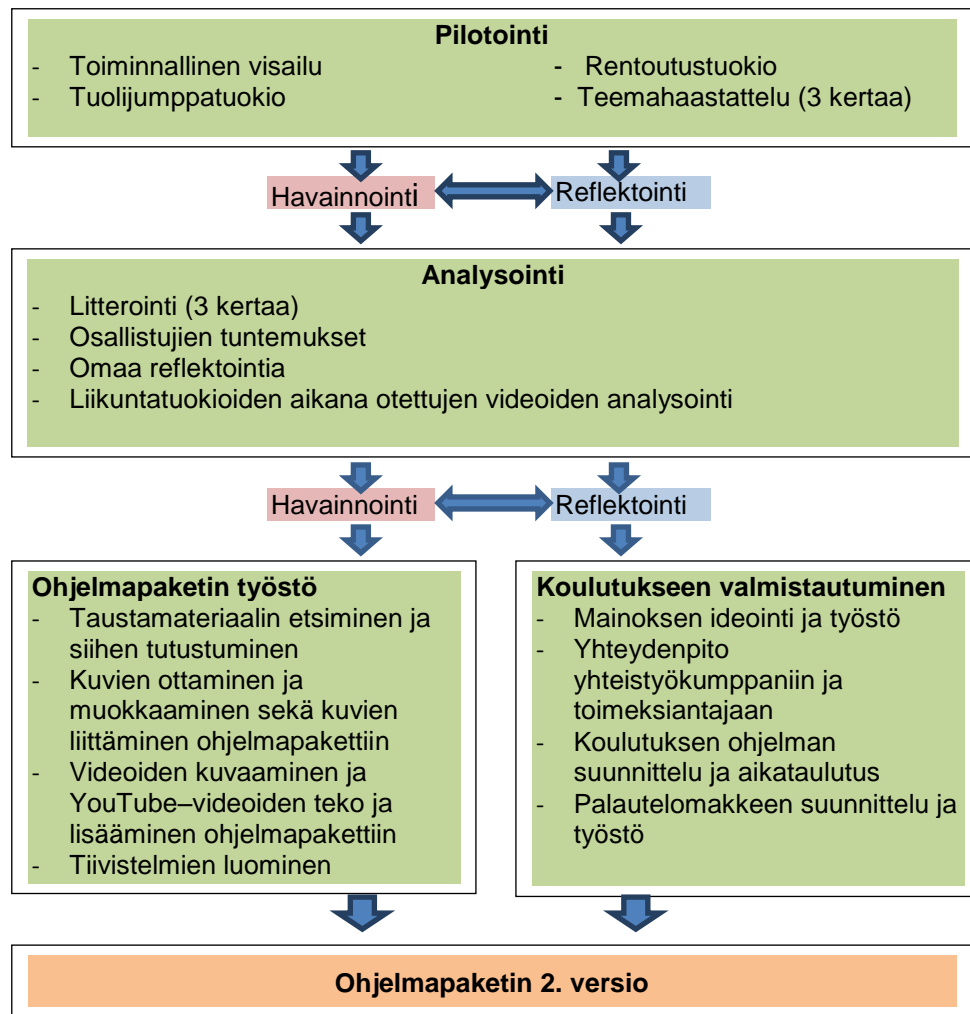 Pilotointi
- Toiminnallinen visailu - Rentoutustuokio
- Tuolijumppatuokio - Teemahaastattelu (3 kertaa)
Havainnointi Reflektointi
Analysointi
- Litterointi (3 kertaa)
- Osallistujien tuntemukset
- Omaa reflektointia
- Liikuntatuokioiden aikana otettujen videoiden analysointi
Havainnointi Reflektointi
Ohjelmapaketin työstö
- Taustamateriaalin etsiminen ja
siihen tutustuminen
- Kuvien ottaminen ja
muokkaaminen sekä kuvien
liittäminen ohjelmapakettiin
- Videoiden kuvaaminen ja
YouTube–videoiden teko ja
lisääminen ohjelmapakettiin
- Tiivistelmien luominen
Koulutukseen valmistautuminen
- Mainoksen ideointi ja työstö
- Yhteydenpito
yhteistyökumppaniin ja
toimeksiantajaan
- Koulutuksen ohjelman
suunnittelu ja aikataulutus
- Palautelomakkeen suunnittelu ja
työstö
Ohjelmapaketin 2. versio